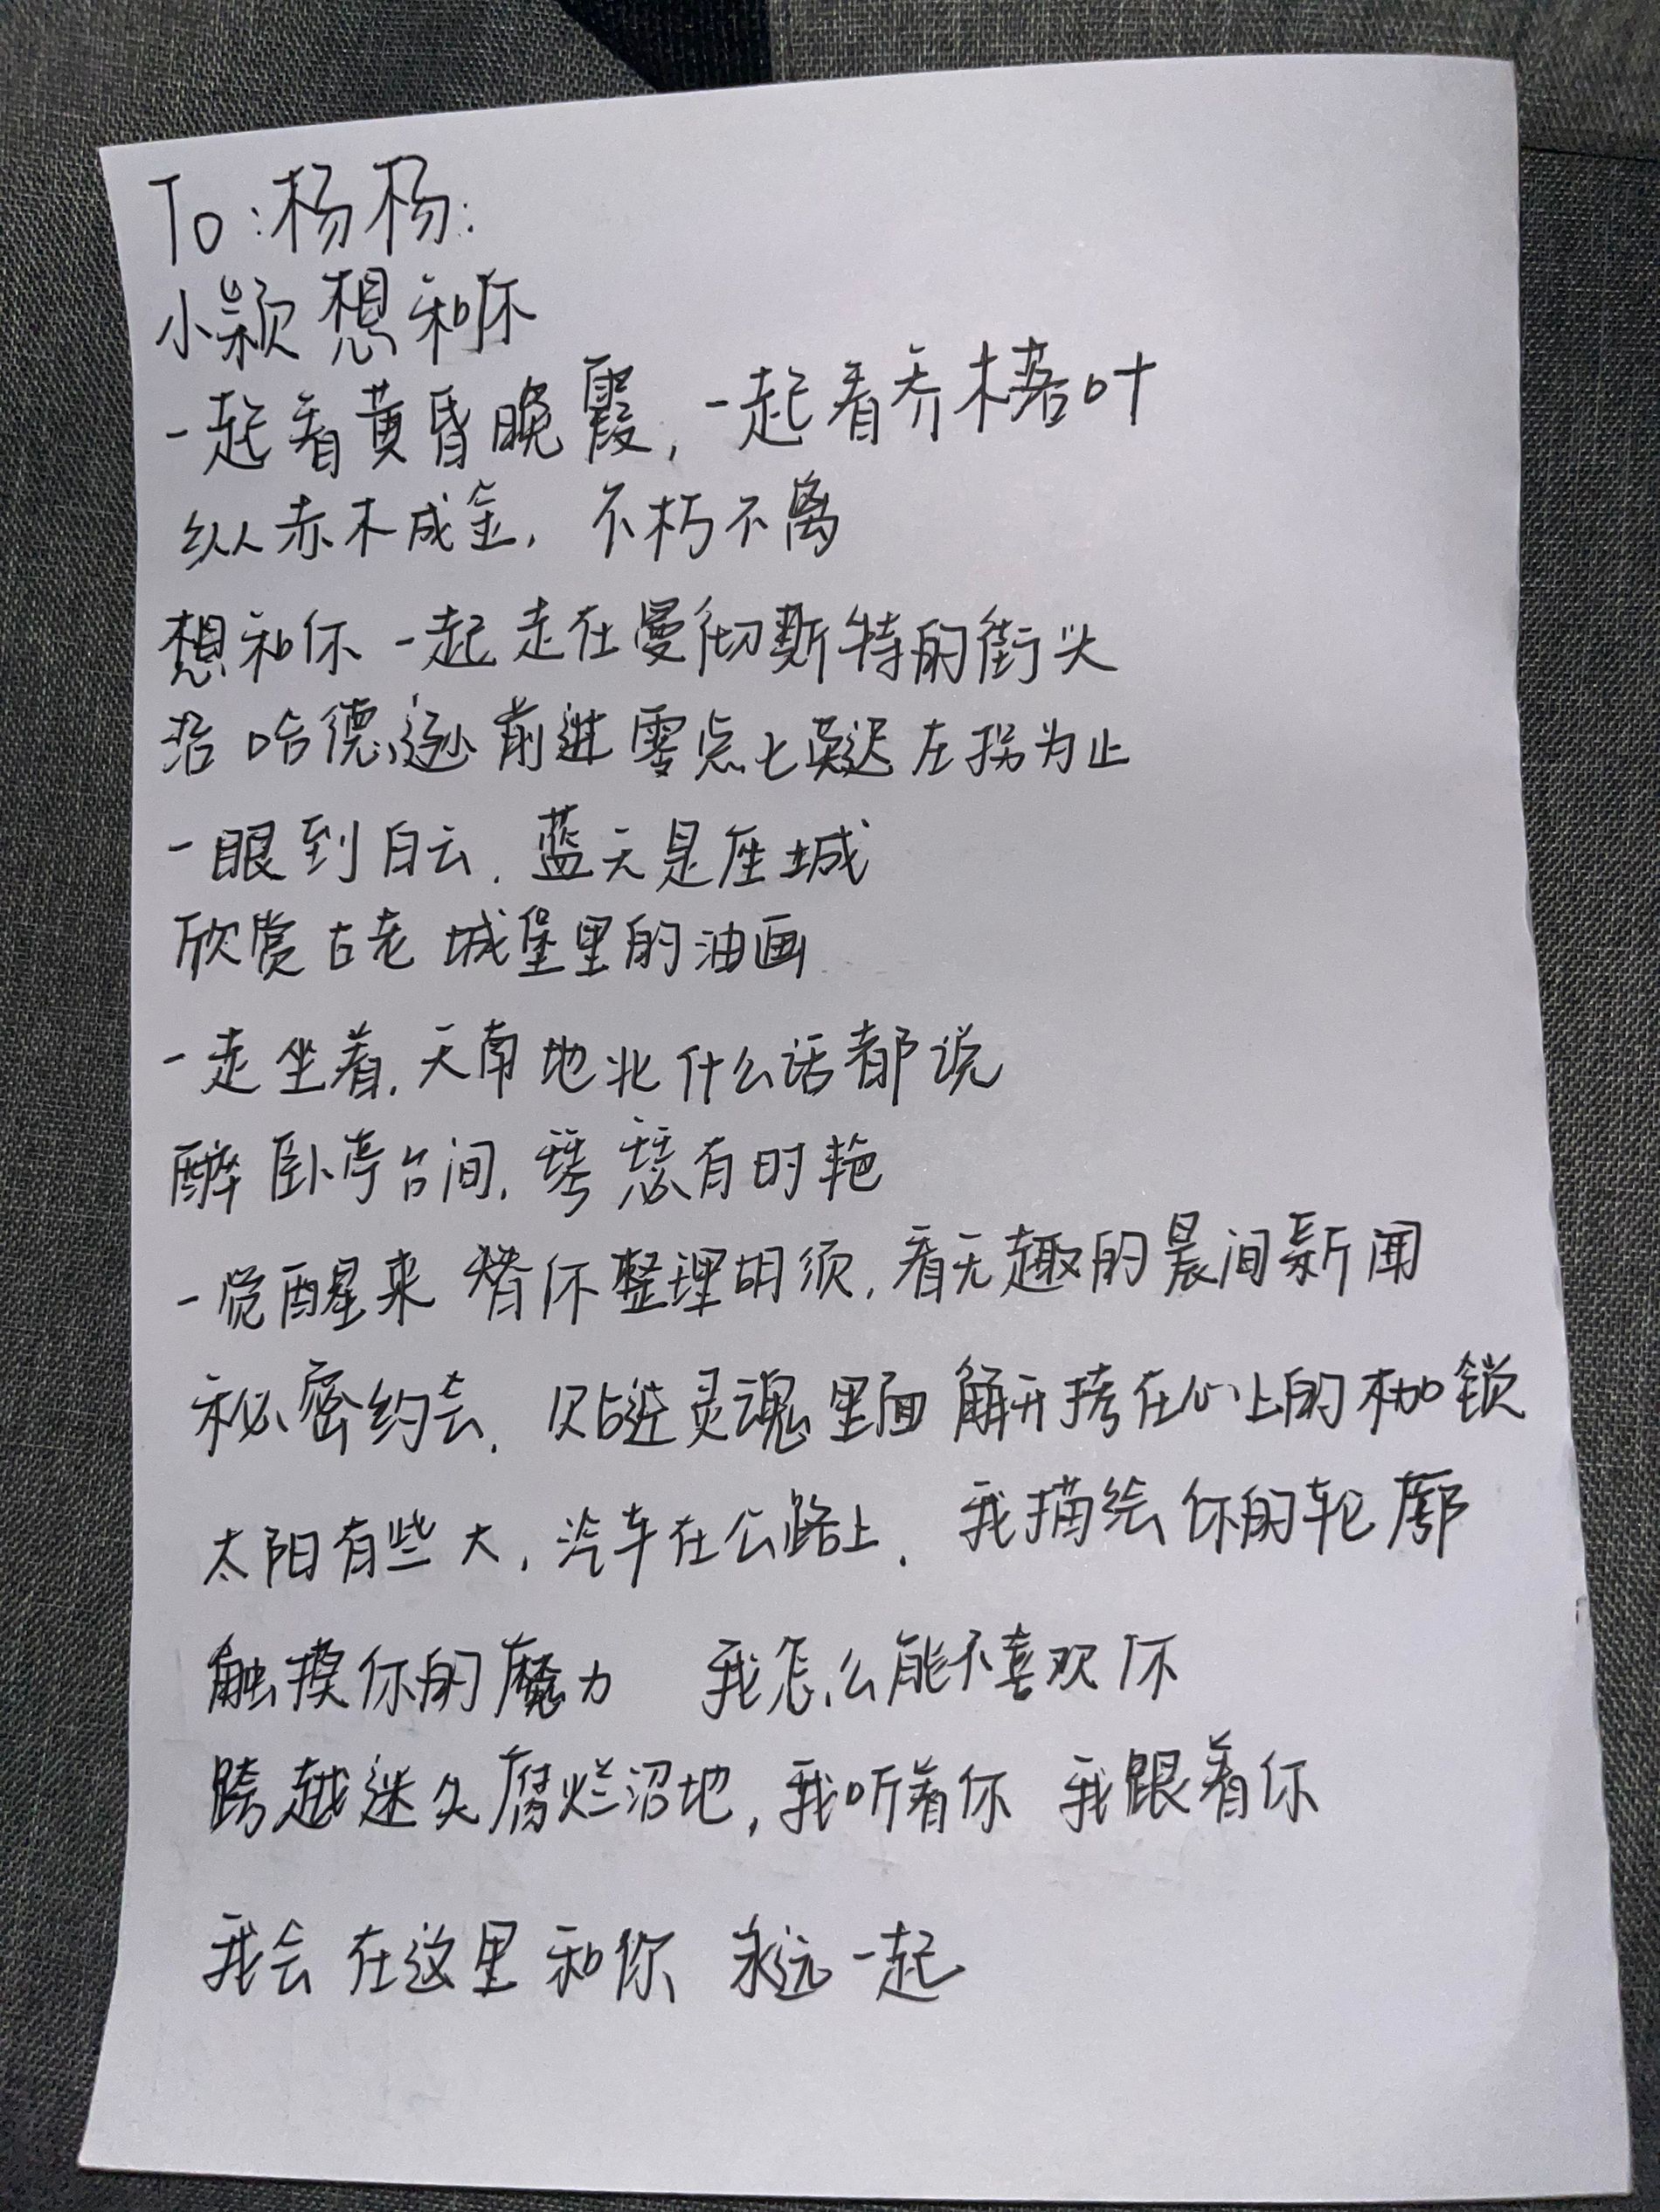 To:杨杨:
小颖想和你
一起看黄昏晚霞,一起看乔木落叶
纵赤木成金,不朽不离
想和你一起走在曼彻斯特的街头
沿哈德逊前进零点七英迟左拐为止
一眼到白云,蓝天是座城
欣赏古老城堡里的油画
一走坐着,天南地北什么话都说
醉卧亭台间,琴瑟有时艳
一觉醒来 替你整理胡须,看无趣的晨间新闻
秘密约会,贴进灵魂里面 解开挎在心上的枷锁
太阳有些大,汽车在公路上,我描绘你的轮廓
触摸你的魔力 我怎么能不喜欢你
跨越迷久腐烂沼地,我听着你 我跟着你
我会在这里和你 永远一起